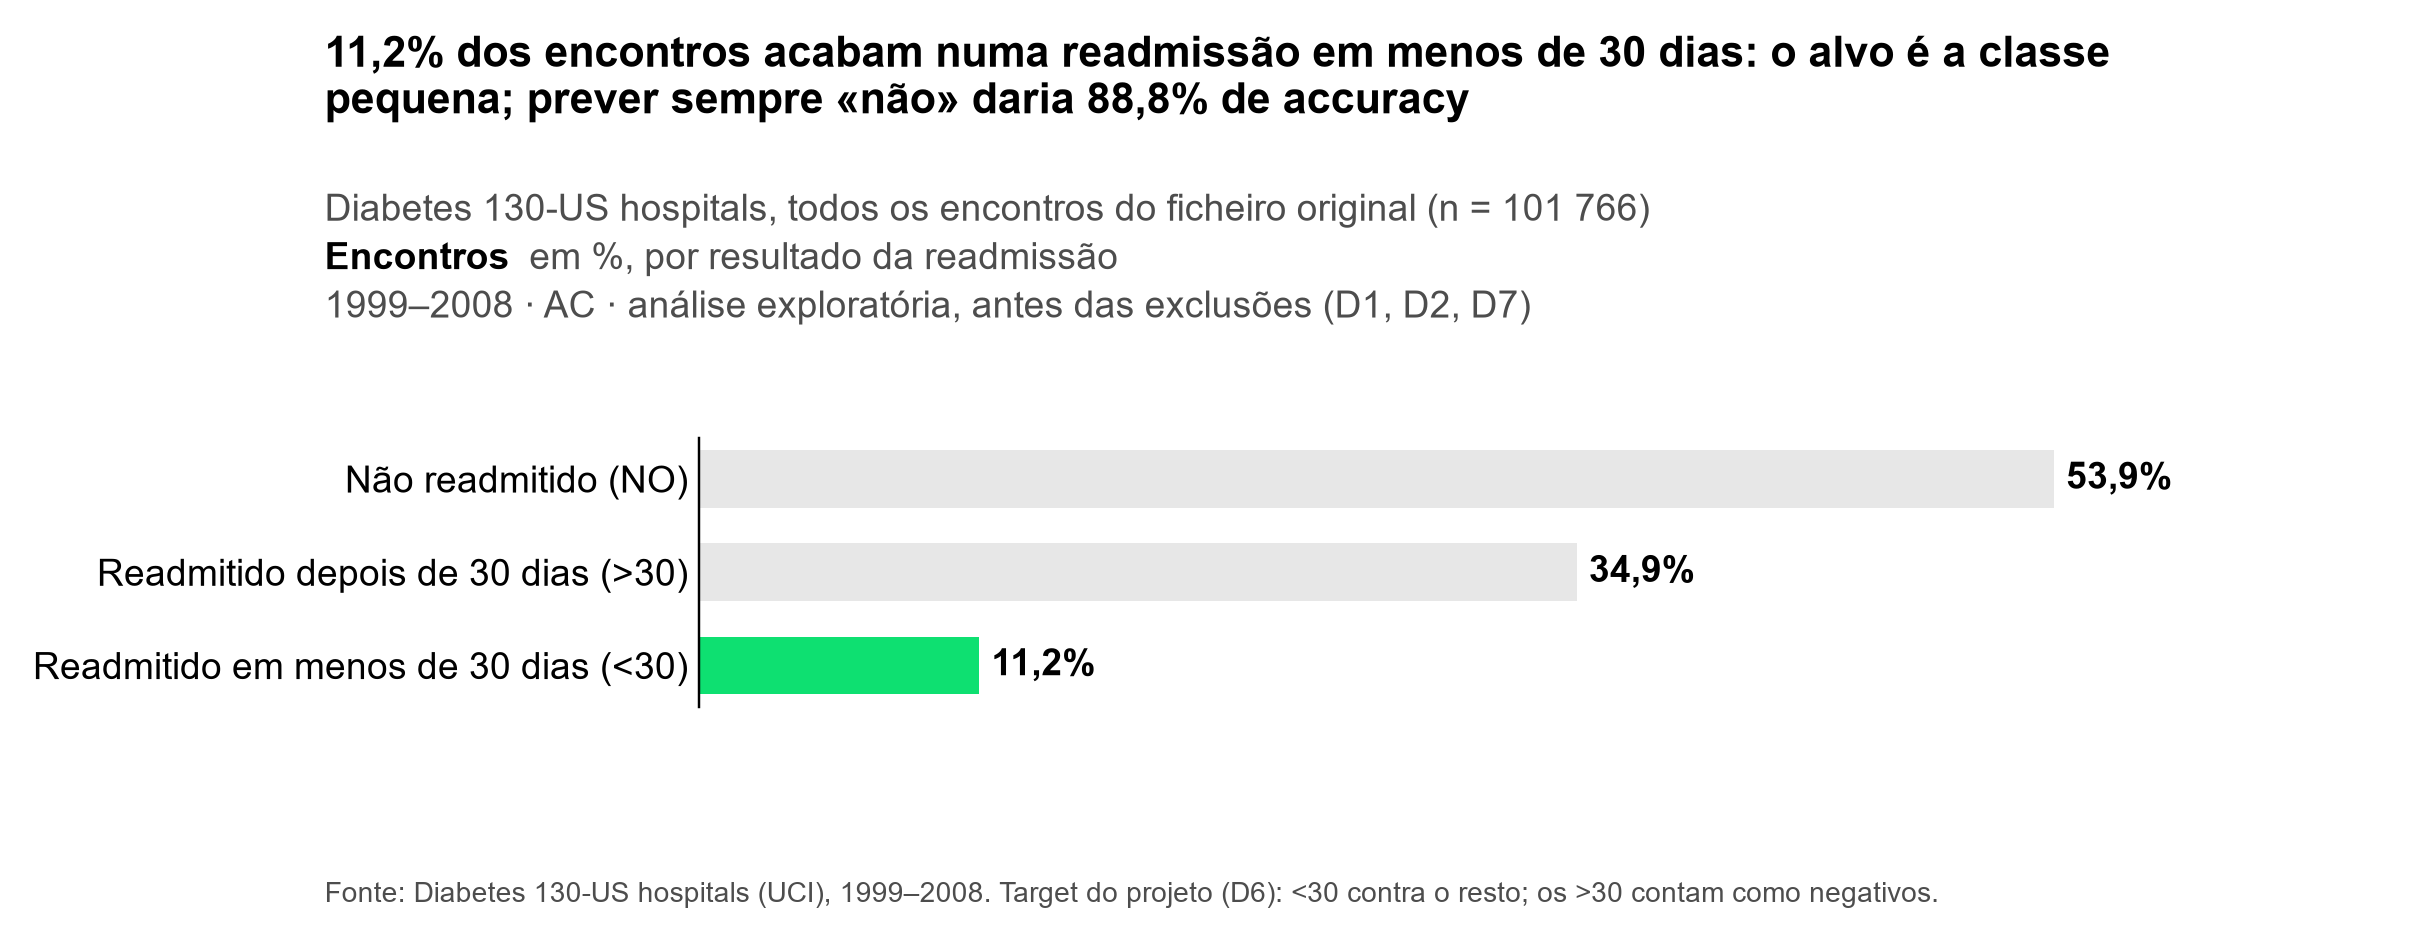 11,2% dos encontros acabam numa readmissão em menos de 30 dias: o alvo é a classe
pequena; prever sempre «não» daria 88,8% de accuracy
Diabetes 130-US hospitals, todos os encontros do ficheiro original (n = 101 766)
Encontros em %, por resultado da readmissão
1999–2008 · AC · análise exploratória, antes das exclusões (D1, D2, D7)
Não readmitido (NO) 53,9%
Readmitido depois de 30 dias (>30) 34,9%
Readmitido em menos de 30 dias (<30) 11,2%
Fonte: Diabetes 130-US hospitals (UCI), 1999–2008. Target do projeto (D6): <30 contra o resto; os >30 contam como negativos.